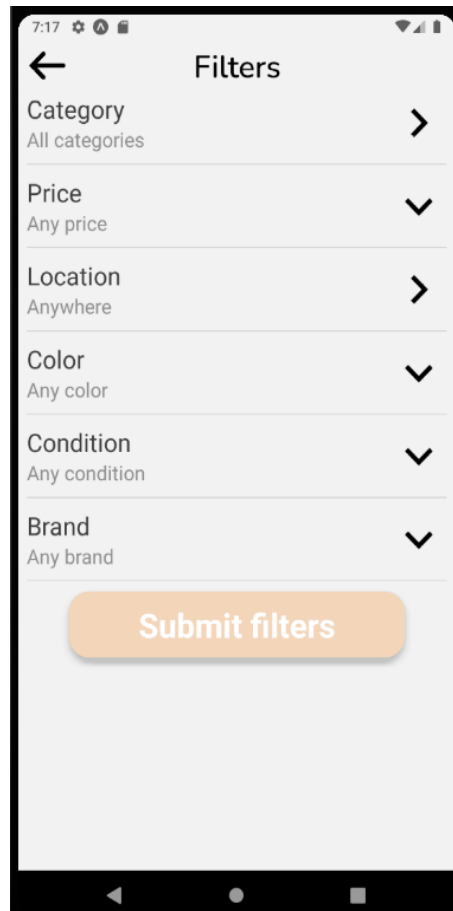 7:17
Filters
Category
All categories
Price
Any price
Location
Anywhere
Color
Any color
Condition
Any condition
Brand
Any brand
Submit filters